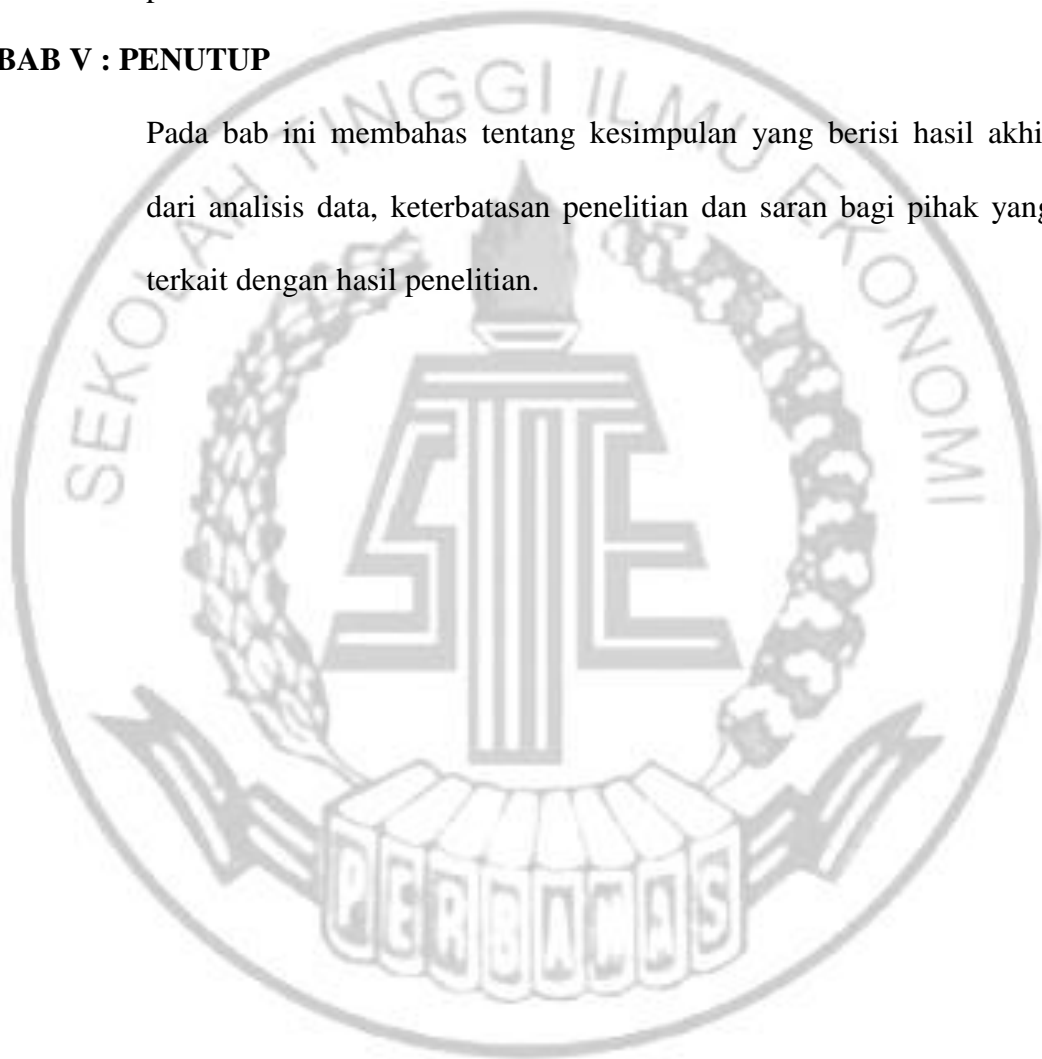 BAB V : PENUTUP
Pada bab ini membahas tentang kesimpulan yang berisi hasil akhi
dari analisis data, keterbatasan penelitian dan saran bagi pihak yang
terkait dengan hasil penelitian.
SEKOLAH TINGGI ILMU EKONOMI
STIE
PERBANAS